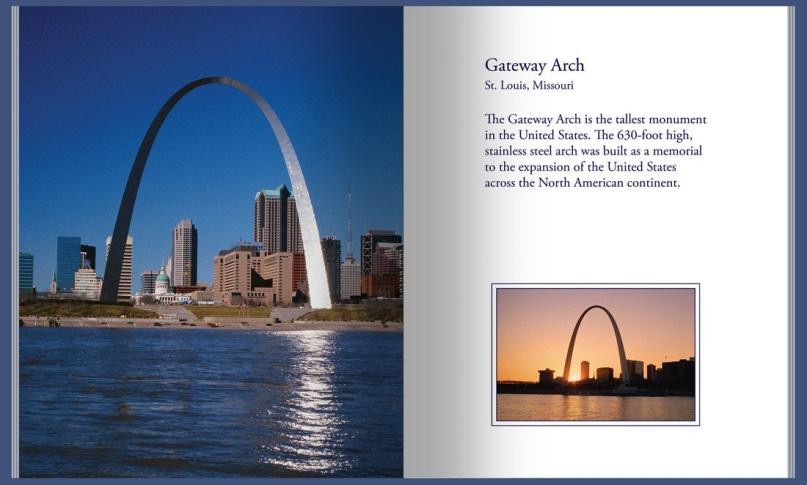 Gateway Arch
St. Louis, Missouri
The Gateway Arch is the tallest monument
in the United States. The 630-foot high,
stainless steel arch was built as a memorial
to the expansion of the United States
across the North American continent.